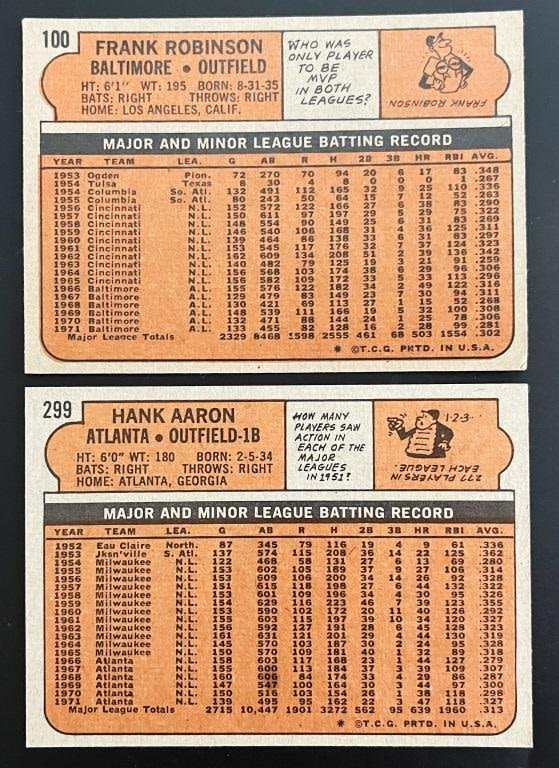 100
FRANK ROBINSON
BALTIMORE • OUTFIELD
HT: 6'1" WT: 195 BORN: 8-31-35
BATS: RIGHT THROWS: RIGHT
HOME: LOS ANGELES, CALIF.
WHO WAS
ONLY PLAYER
TO BE
MVP
IN BOTH
LEAGUES?
FRANK ROBINSON
MAJOR AND MINOR LEAGUE BATTING RECORD
YEAR TEAM LEA. G AB R H 2B 3B HR RBI AVG.
1953 Ogden Pion. 72 270 70 94 20 6 17 83 .348
1954 Tulsa Texas 8 30 4 8 0 0 0 1 .267
1954 Columbia So. Atl. 132 491 112 165 32 9 25 110 .336
1955 Columbia So. Atl. 80 243 50 64 15 7 12 52 .263
1956 Cincinnati N.L. 152 572 122 166 27 6 38 83 .290
1957 Cincinnati N.L. 150 611 97 197 29 5 29 75 .322
1958 Cincinnati N.L. 148 554 90 149 25 6 31 83 .269
1959 Cincinnati N.L. 146 540 106 168 31 4 36 125 .311
1960 Cincinnati N.L. 139 464 86 138 33 6 31 83 .297
1961 Cincinnati N.L. 153 545 117 176 32 7 37 124 .323
1962 Cincinnati N.L. 162 609 134 208 51 2 39 136 .342
1963 Cincinnati N.L. 140 482 79 125 19 3 21 91 .259
1964 Cincinnati N.L. 156 568 103 174 38 6 29 96 .306
1965 Cincinnati N.L. 156 582 109 172 33 5 33 113 .296
1966 Baltimore A.L. 155 576 122 182 34 2 49 122 .316
1967 Baltimore A.L. 129 479 83 149 23 7 30 94 .311
1968 Baltimore A.L. 130 421 69 113 27 1 15 52 .268
1969 Baltimore A.L. 148 539 111 166 19 5 32 100 .308
1970 Baltimore A.L. 132 471 88 144 24 1 25 78 .306
1971 Baltimore A.L. 133 455 82 128 16 2 28 99 .281
Major League Totals 2329 8468 1598 2555 461 68 503 1554 .302
* ©T.C.G. PRTD. IN U.S.A.
299
HANK AARON
ATLANTA • OUTFIELD-1B
HT: 6'0" WT: 180 BORN: 2-5-34
BATS: RIGHT THROWS: RIGHT
HOME: ATLANTA, GEORGIA
HOW MANY
PLAYERS SAW
ACTION IN
EACH OF THE
MAJOR
LEAGUES
IN 1951?
1-2-3-
277 PLAYERS IN
EACH LEAGUE.
MAJOR AND MINOR LEAGUE BATTING RECORD
YEAR TEAM LEA. G AB R H 2B 3B HR RBI AVG.
1952 Eau Claire North. 87 345 79 116 19 4 9 61 .336
1953 Jksn'ville S. Atl. 137 574 115 208 36 14 22 125 .362
1954 Milwaukee N.L. 122 468 58 131 27 6 13 69 .280
1955 Milwaukee N.L. 153 602 105 189 37 9 27 106 .314
1956 Milwaukee N.L. 153 609 106 200 34 14 26 92 .328
1957 Milwaukee N.L. 151 615 118 198 27 6 44 132 .322
1958 Milwaukee N.L. 153 601 109 196 34 4 30 95 .326
1959 Milwaukee N.L. 154 629 116 223 46 7 39 123 .355
1960 Milwaukee N.L. 153 590 102 172 20 11 40 126 .292
1961 Milwaukee N.L. 155 603 115 197 39 10 34 120 .327
1962 Milwaukee N.L. 156 592 127 191 28 6 45 128 .323
1963 Milwaukee N.L. 161 631 121 201 29 4 44 130 .319
1964 Milwaukee N.L. 145 570 103 187 30 2 24 95 .328
1965 Milwaukee N.L. 150 570 109 181 40 1 32 89 .318
1966 Atlanta N.L. 158 603 117 168 23 1 44 127 .279
1967 Atlanta N.L. 155 600 113 184 37 3 39 109 .307
1968 Atlanta N.L. 160 606 84 174 33 4 29 86 .287
1969 Atlanta N.L. 147 547 100 164 30 3 44 97 .300
1970 Atlanta N.L. 150 516 103 154 26 1 38 118 .298
1971 Atlanta N.L. 139 495 95 162 22 3 47 118 .327
Major League Totals 2715 10,447 1901 3272 562 95 639 1960 .313
* ©T.C.G. PRTD. IN U.S.A.